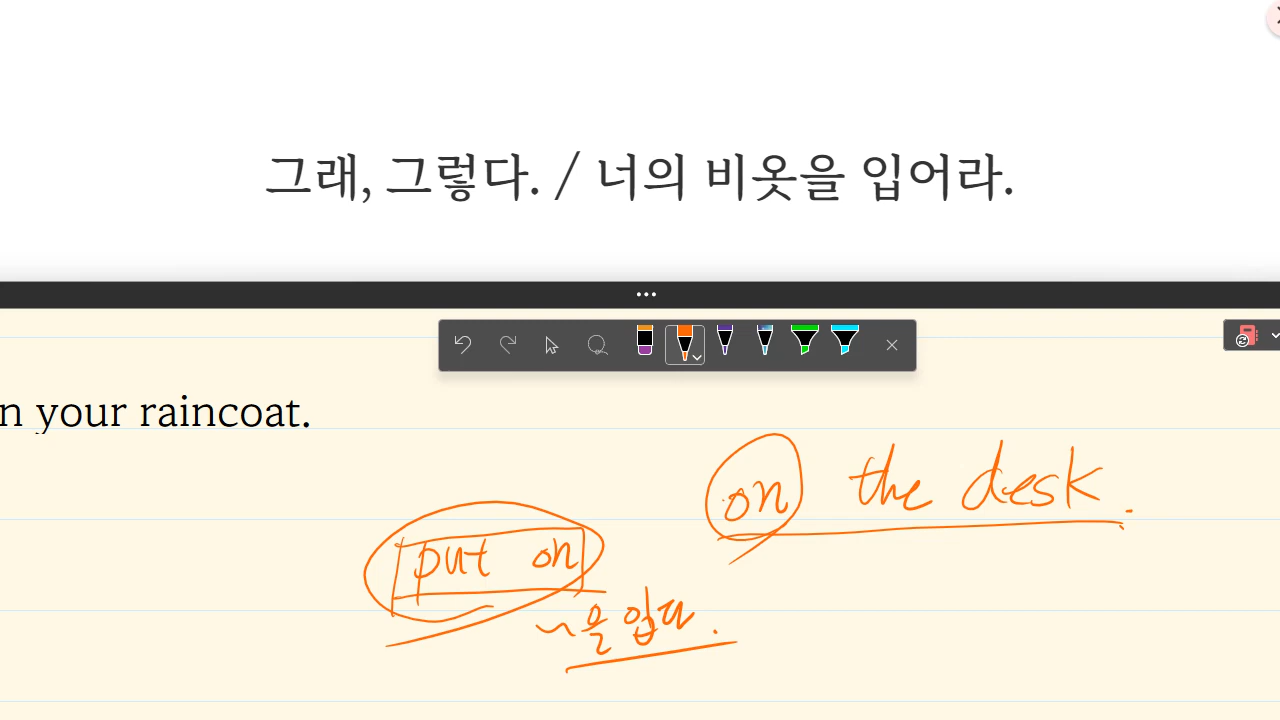 그래, 그렇다. / 너의 비옷을 입어라.
n your raincoat.
on the desk.
put on
~을 입다.